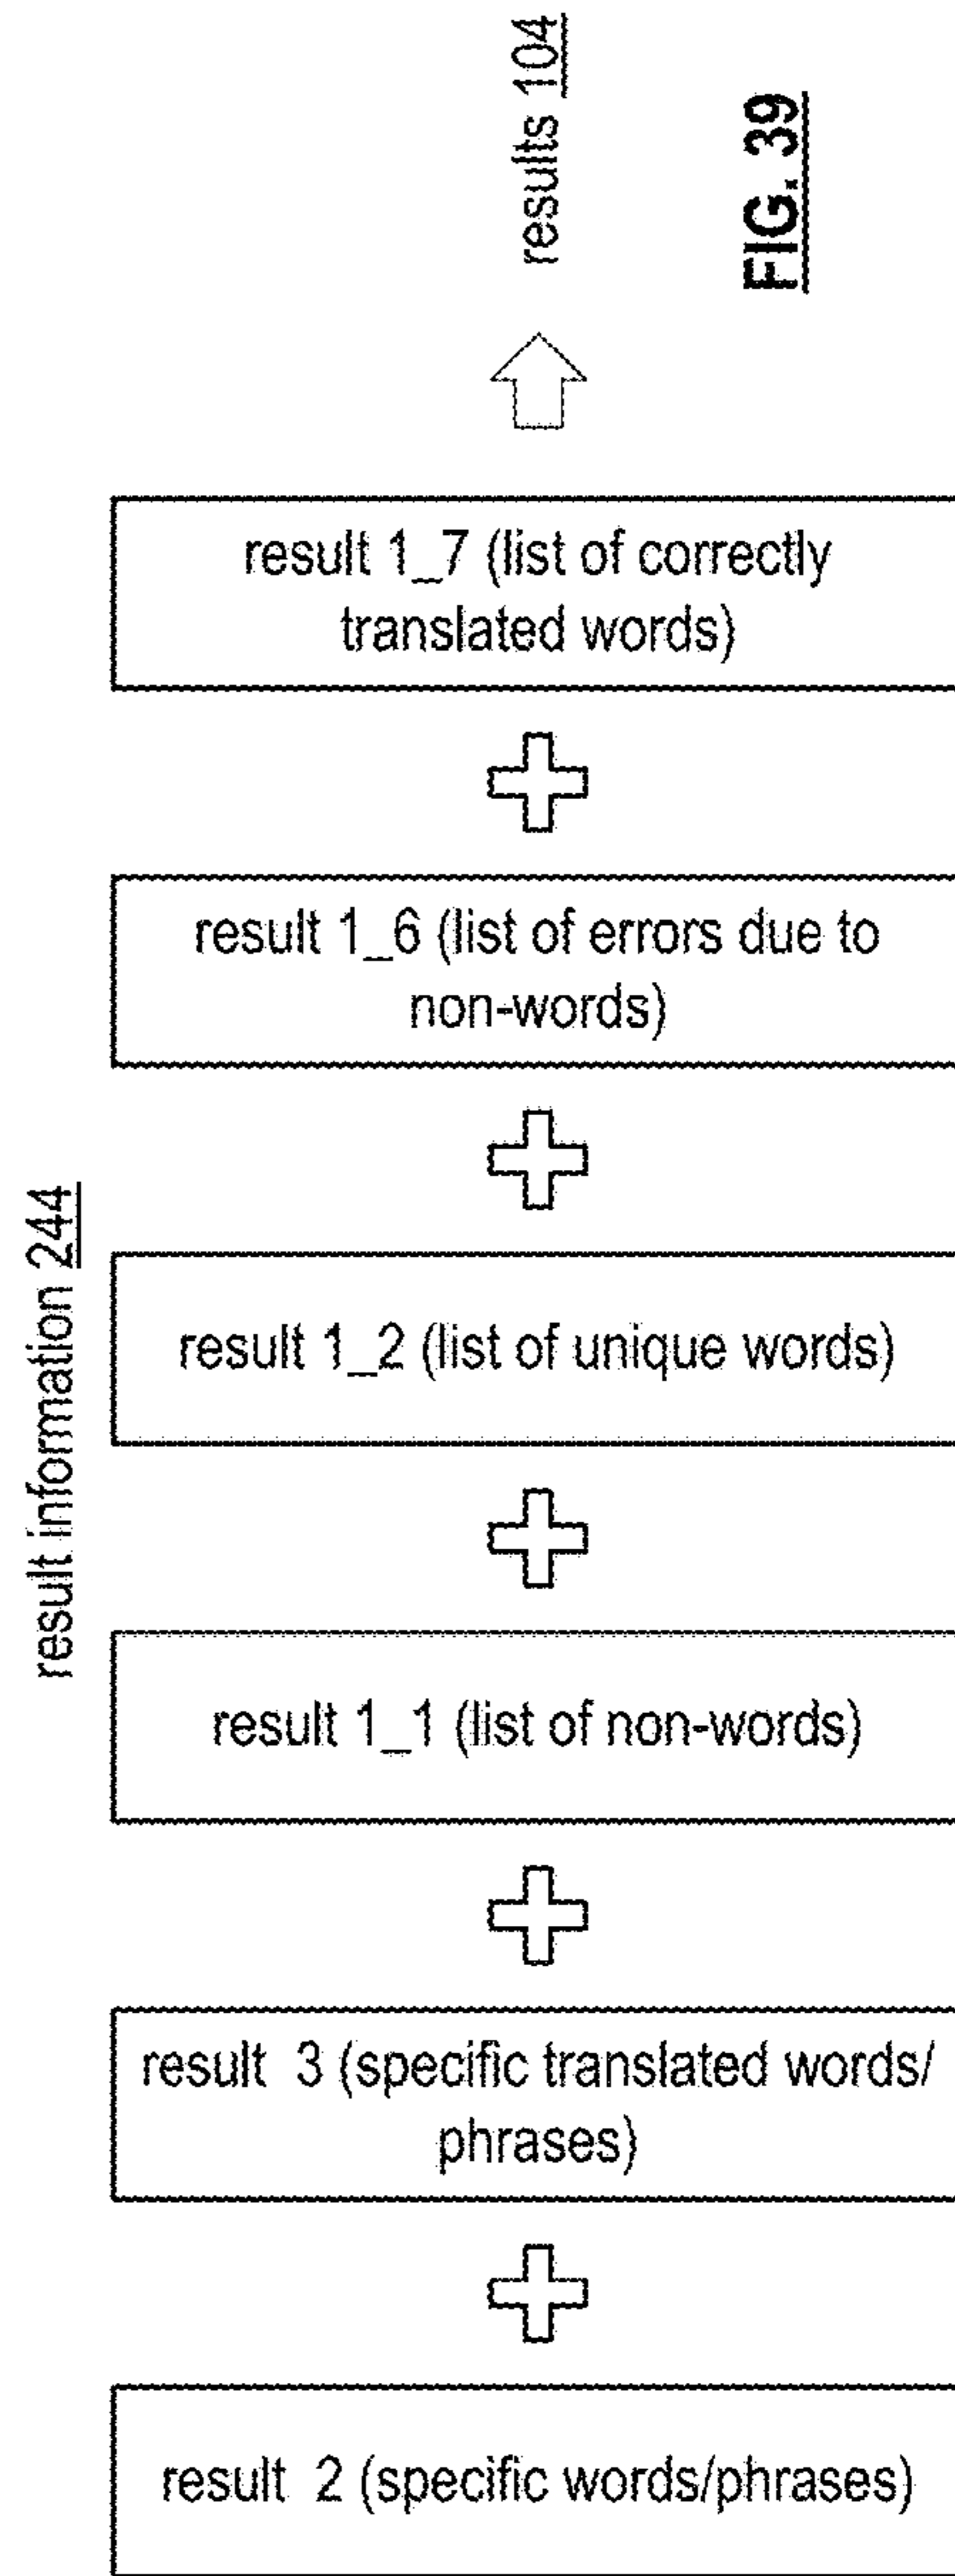 results 104
FIG. 39
result 1_7 (list of correctly
translated words)
result 1_6 (list of errors due to
non-words)
result information 244
result 1_2 (list of unique words)
result 1_1 (list of non-words)
result 3 (specific translated words/
phrases)
result 2 (specific words/phrases)